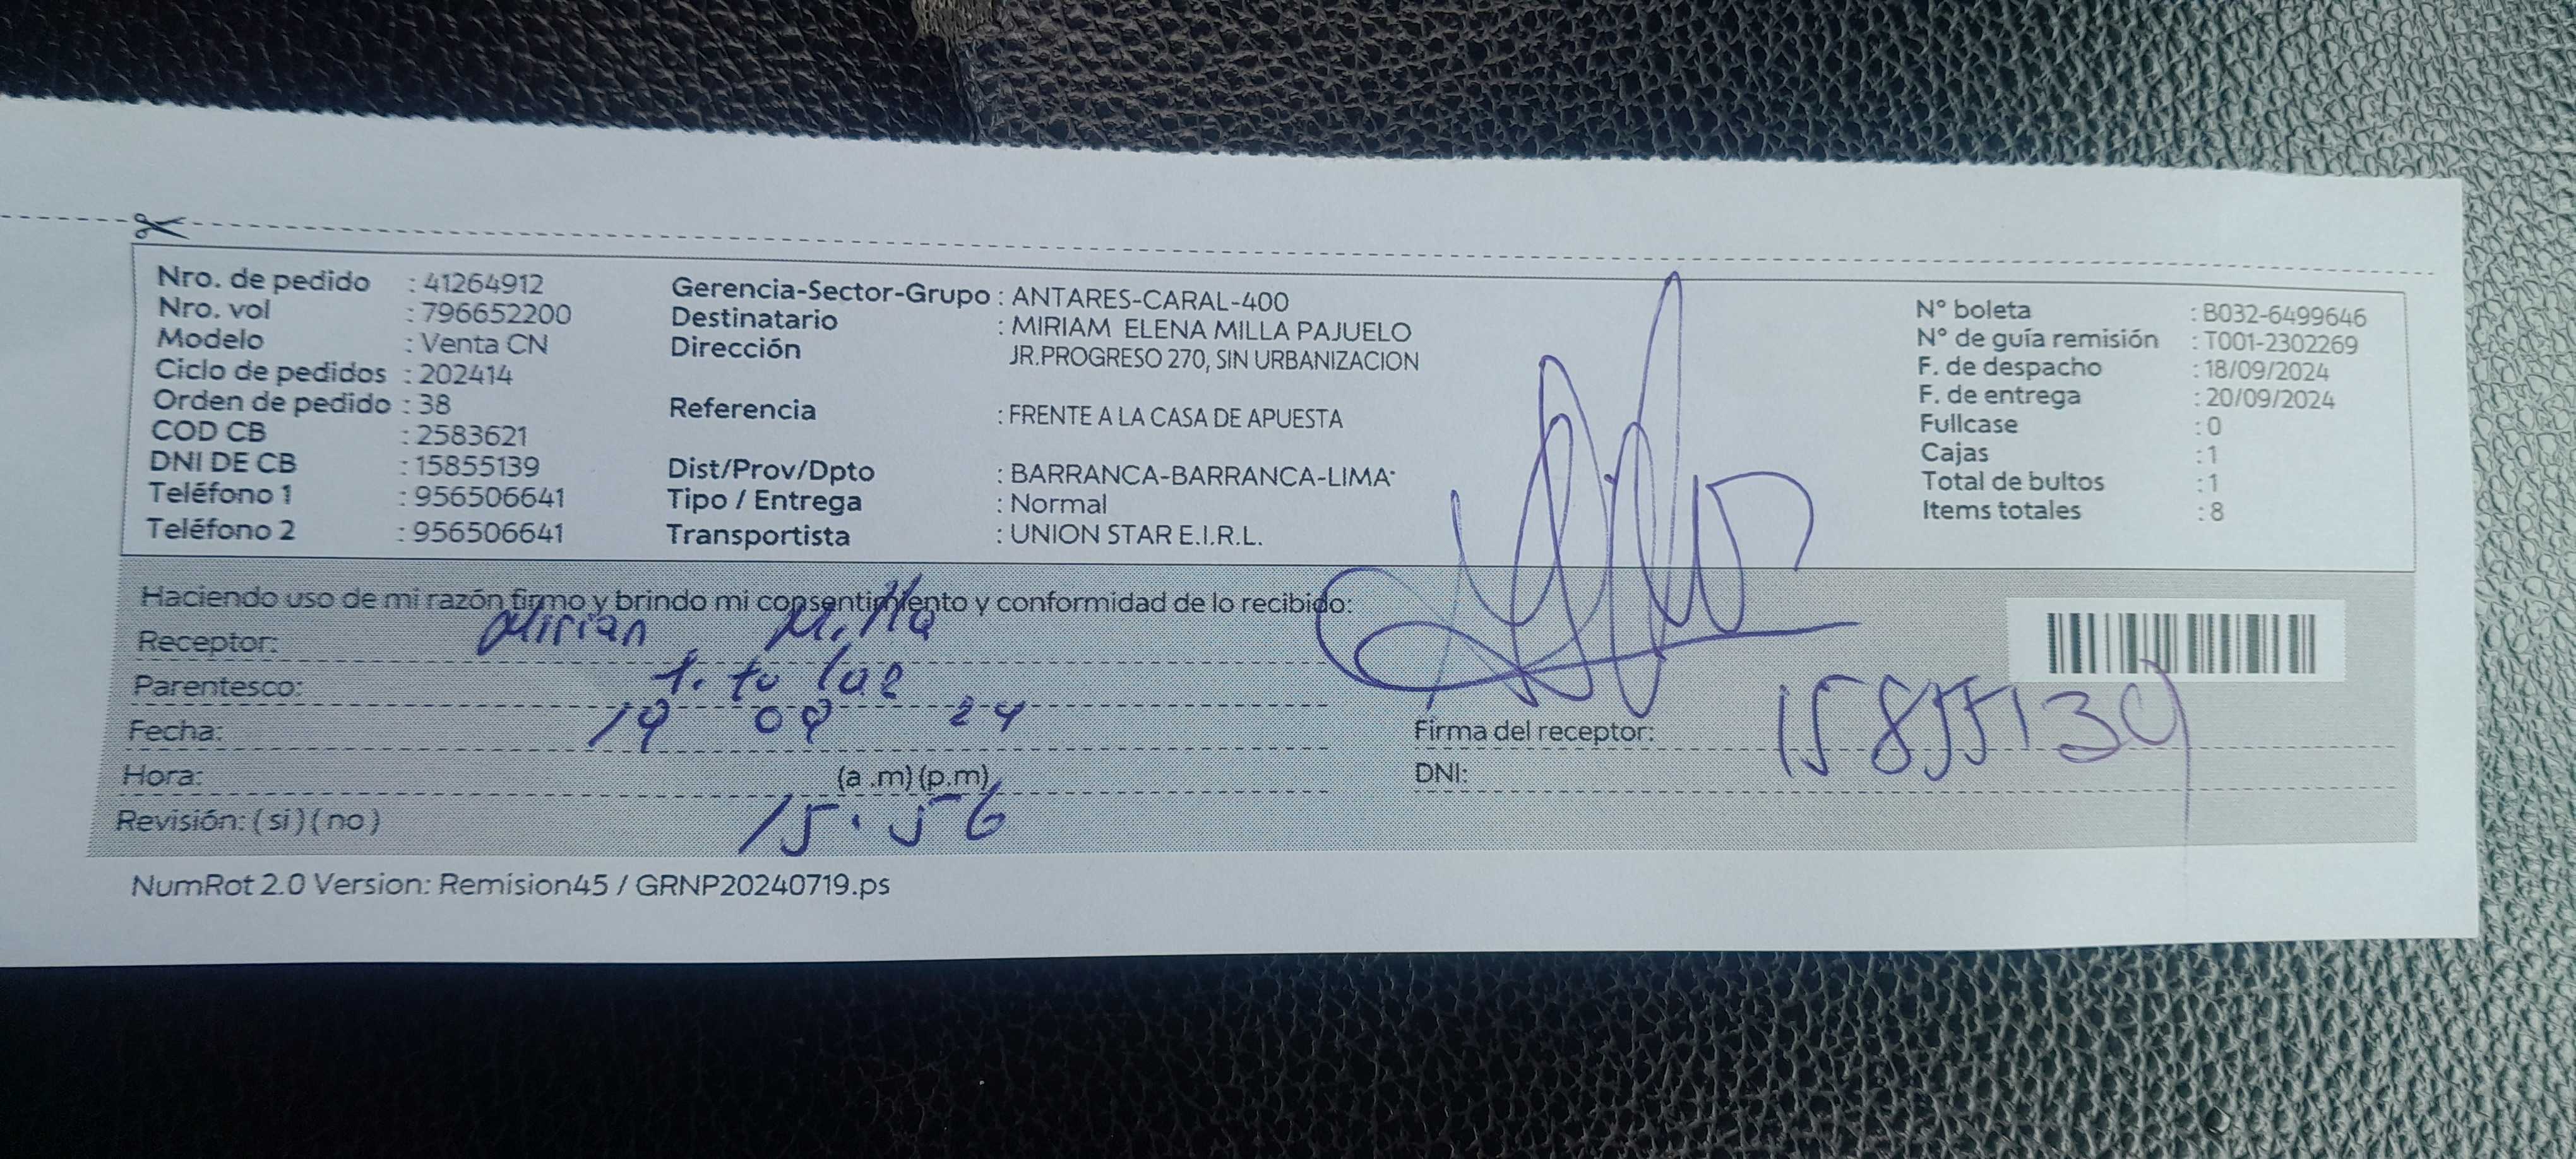 Nro. de pedido : 41264912
Nro. vol : 796652200
Modelo : Venta CN
Ciclo de pedidos : 202414
Orden de pedido : 38
COD CB : 2583621
DNI DE CB : 15855139
Teléfono 1 : 956506641
Teléfono 2 : 956506641
Gerencia-Sector-Grupo : ANTARES-CARAL-400
Destinatario : MIRIAM ELENA MILLA PAJUELO
Dirección JR.PROGRESO 270, SIN URBANIZACION
Referencia : FRENTE A LA CASA DE APUESTA
Dist/Prov/Dpto : BARRANCA-BARRANCA-LIMA*
Tipo / Entrega : Normal
Transportista : UNION STAR E.I.R.L.
N° boleta : B032-6499646
N° de guía remisión : T001-2302269
F. de despacho : 18/09/2024
F. de entrega : 20/09/2024
Fullcase : 0
Cajas : 1
Total de bultos : 1
Items totales : 8
Haciendo uso de mi razón firmo y brindo mi consentimiento y conformidad de lo recibido:
Receptor: Mirian Milla
Parentesco: titular
Fecha: 19 09 24
Hora: (a .m) (p.m) 15.56
Revisión: ( si ) ( no )
Firma del receptor:
DNI: 15855139
NumRot 2.0 Version: Remision45 / GRNP20240719.ps